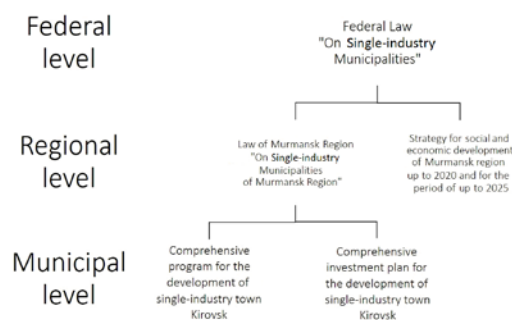 Federal
level
Federal Law
"On Single-industry
Municipalities"
Regional
level
Law of Murmansk Region
"On Single-industry
Municipalities
of Murmansk Region"
Strategy for social and
economic development
of Murmansk region
up to 2020 and for the
period of up to 2025
Municipal
level
Comprehensive
program for the
development of
single-industry town
Kirovsk
Comprehensive
investment plan for
the development of
single-industry town
Kirovsk